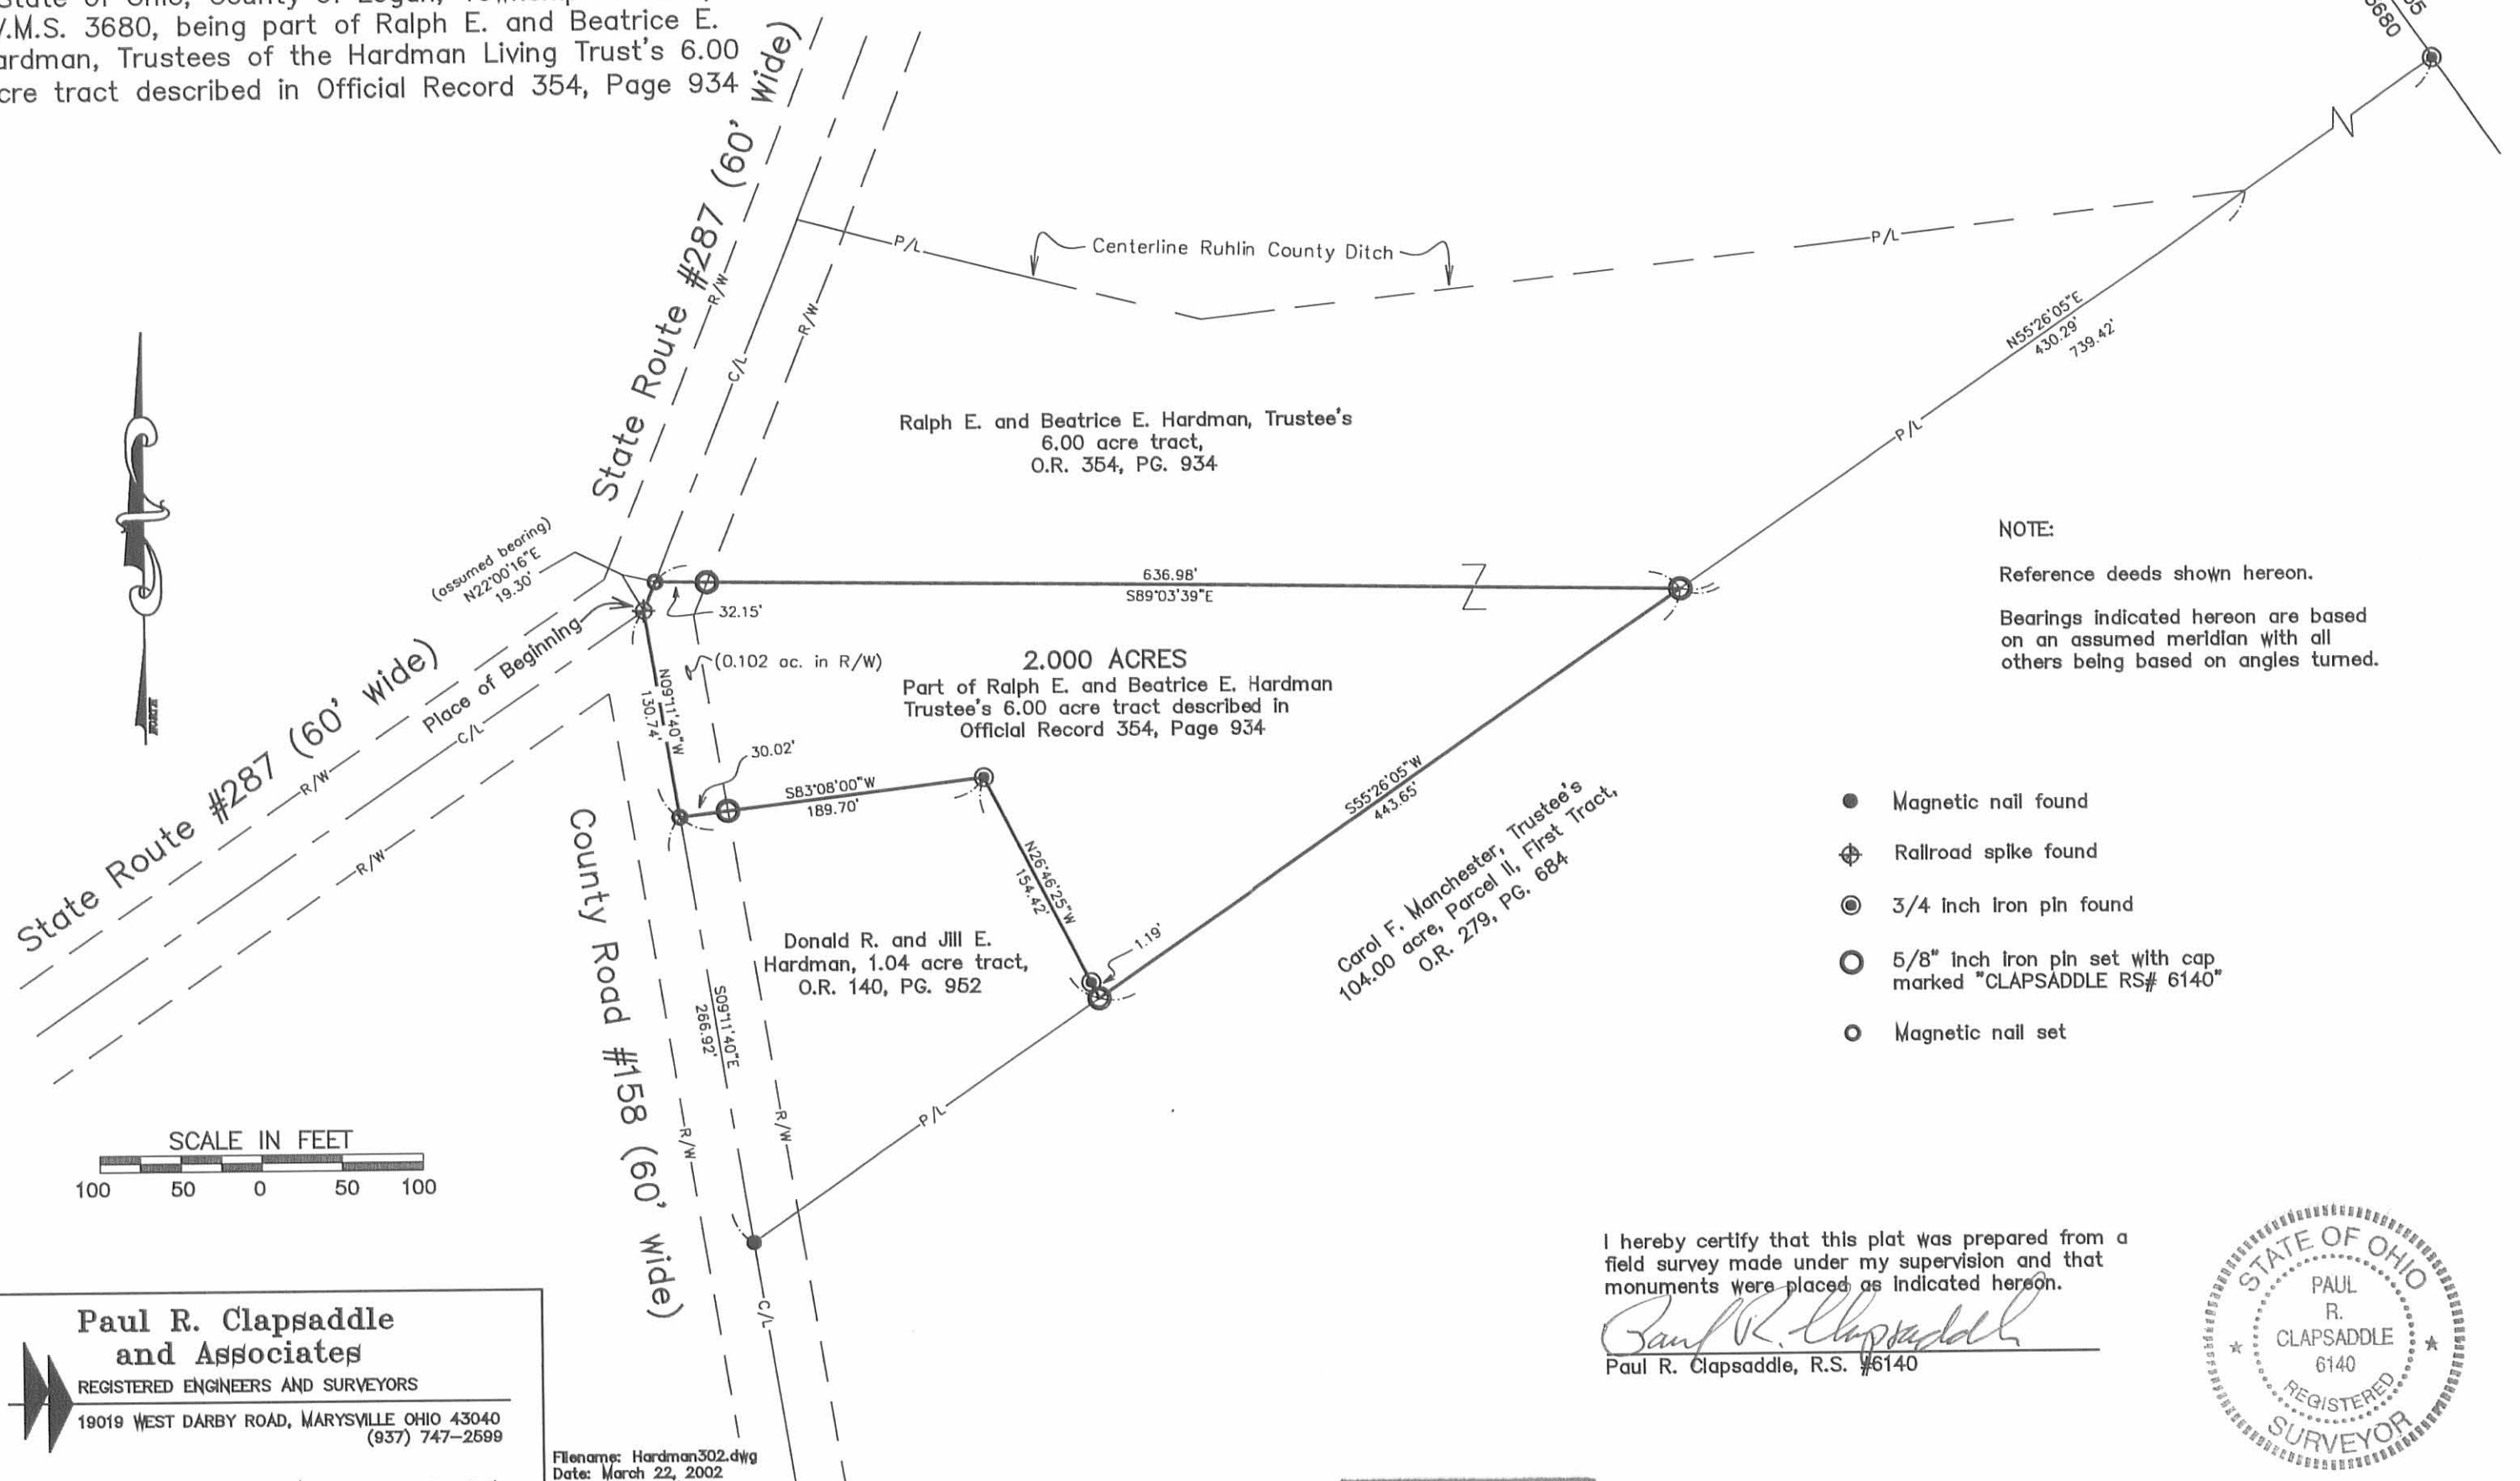 V.M.S. 3680, being part of Ralph E. and Beatrice E.
ardman, Trustees of the Hardman Living Trust's 6.00
cre tract described in Official Record 354, Page 934
3680
State Route #287 (60' Wide)
R/W
C/L
R/W
P/L
Centerline Ruhlin County Ditch
P/L
N55°26'05"E
430.29'
739.42'
P/L
Ralph E. and Beatrice E. Hardman, Trustee's
6.00 acre tract,
O.R. 354, PG. 934
(assumed bearing)
N22°00'16"E
19.30'
NORTH
636.98'
S89°03'39"E
32.15'
Place of Beginning
(0.102 ac. in R/W)
N09°11'40"W
130.74'
2.000 ACRES
Part of Ralph E. and Beatrice E. Hardman
Trustee's 6.00 acre tract described in
Official Record 354, Page 934
NOTE:
Reference deeds shown hereon.
Bearings indicated hereon are based
on an assumed meridian with all
others being based on angles turned.
State Route #287 (60' Wide)
R/W
C/L
R/W
30.02'
S83°08'00"W
189.70'
N26°46'25"W
154.42'
1.19'
S55°26'05"W
443.65'
Carol F. Manchester, Trustee's
104.00 acre, Parcel II, First Tract,
O.R. 279, PG. 684
Donald R. and Jill E.
Hardman, 1.04 acre tract,
O.R. 140, PG. 952
County Road #158 (60' Wide)
S09°11'40"E
266.92'
R/W
R/W
P/L
C/L
Magnetic nail found
Railroad spike found
3/4 inch iron pin found
5/8" inch iron pin set with cap
marked "CLAPSADDLE RS# 6140"
Magnetic nail set
SCALE IN FEET
100 50 0 50 100
I hereby certify that this plat was prepared from a
field survey made under my supervision and that
monuments were placed as indicated hereon.
Paul R. Clapsaddle
Paul R. Clapsaddle, R.S. #6140
STATE OF OHIO
PAUL
R.
CLAPSADDLE
6140
REGISTERED
SURVEYOR
Paul R. Clapsaddle
and Associates
REGISTERED ENGINEERS AND SURVEYORS
19019 WEST DARBY ROAD, MARYSVILLE OHIO 43040
(937) 747-2599
Filename: Hardman302.dwg
Date: March 22, 2002